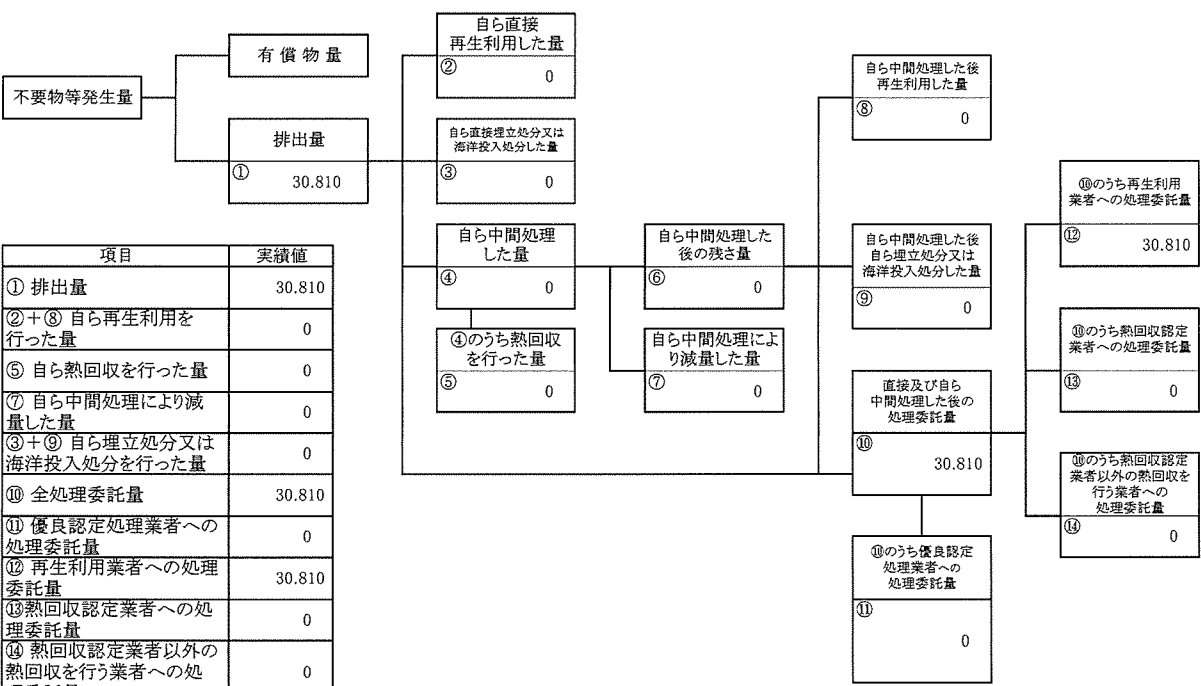 不要物等発生量
有 償 物 量
排出量
① 30.810
自ら直接
再生利用した量
② 0
自ら直接埋立処分又は
海洋投入処分した量
③ 0
自ら中間処理
した量
④ 0
④のうち熱回収
を行った量
⑤ 0
自ら中間処理した
後の残さ量
⑥ 0
自ら中間処理によ
り減量した量
⑦ 0
自ら中間処理した後
再生利用した量
⑧ 0
自ら中間処理した後
自ら埋立処分又は
海洋投入処分した量
⑨ 0
直接及び自ら
中間処理した後の
処理委託量
⑩ 30.810
⑩のうち優良認定
処理業者への
処理委託量
⑪ 0
⑩のうち再生利用
業者への処理委託量
⑫ 30.810
⑩のうち熱回収認定
業者への処理委託量
⑬ 0
⑩のうち熱回収認定
業者以外の熱回収を
行う業者への
処理委託量
⑭ 0
項目 実績値
① 排出量 30.810
②+⑧ 自ら再生利用を
行った量 0
⑤ 自ら熱回収を行った量 0
⑦ 自ら中間処理により減
量した量 0
③+⑨ 自ら埋立処分又は
海洋投入処分を行った量 0
⑩ 全処理委託量 30.810
⑪ 優良認定処理業者への
処理委託量 0
⑫ 再生利用業者への処理
委託量 30.810
⑬熱回収認定業者への処
理委託量 0
⑭ 熱回収認定業者以外の
熱回収を行う業者への処 0